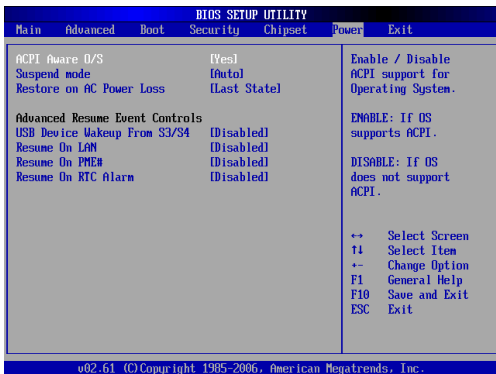 BIOS SETUP UTILITY
Main Advanced Boot Security Chipset Power Exit
ACPI Aware O/S [Yes]
Suspend mode [Auto]
Restore on AC Power Loss [Last State]
Advanced Resume Event Controls
USB Device Wakeup From S3/S4 [Disabled]
Resume On LAN [Disabled]
Resume On PME# [Disabled]
Resume On RTC Alarm [Disabled]
Enable / Disable
ACPI support for
Operating System.
ENABLE: If OS
supports ACPI.
DISABLE: If OS
does not support
ACPI.
↔ Select Screen
↑↓ Select Item
+- Change Option
F1 General Help
F10 Save and Exit
ESC Exit
v02.61 (C)Copyright 1985-2006, American Megatrends, Inc.